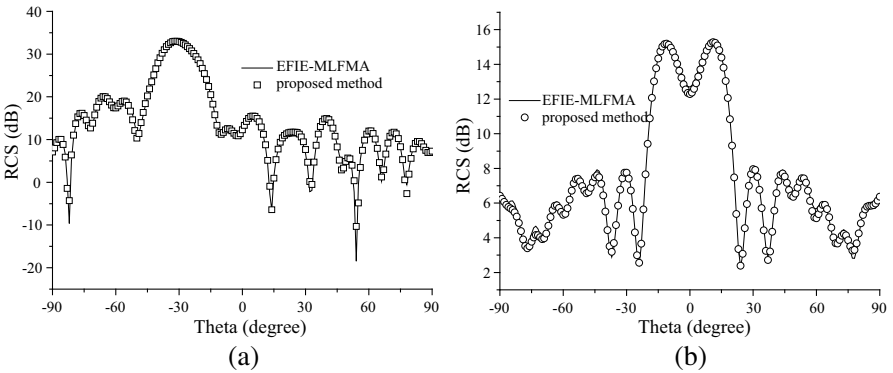 40
30
20
10
0
-10
-20
RCS (dB)
EFIE-MLFMA
proposed method
-90 -60 -30 0 30 60 90
Theta (degree)
(a)
16
14
12
10
8
6
4
2
RCS (dB)
EFIE-MLFMA
proposed method
-90 -60 -30 0 30 60 90
Theta (degree)
(b)